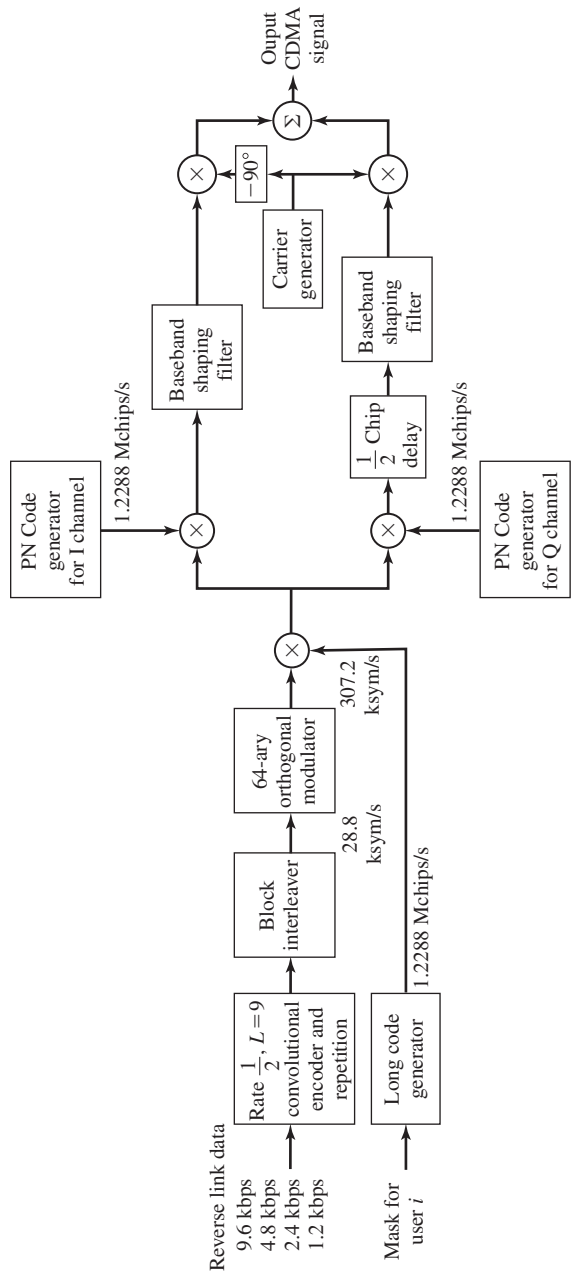 Reverse link data
9.6 kbps
4.8 kbps
2.4 kbps
1.2 kbps
Rate 1/2, L = 9
convolutional
encoder and
repetition
Block
interleaver
28.8
ksym/s
64-ary
orthogonal
modulator
307.2
ksym/s
×
Mask for
user i
Long code
generator
1.2288 Mchips/s
PN Code
generator
for I channel
1.2288 Mchips/s
×
Baseband
shaping
filter
×
PN Code
generator
for Q channel
1.2288 Mchips/s
×
1/2 Chip
delay
Baseband
shaping
filter
×
Carrier
generator
−90°
Σ
Ouput
CDMA
signal